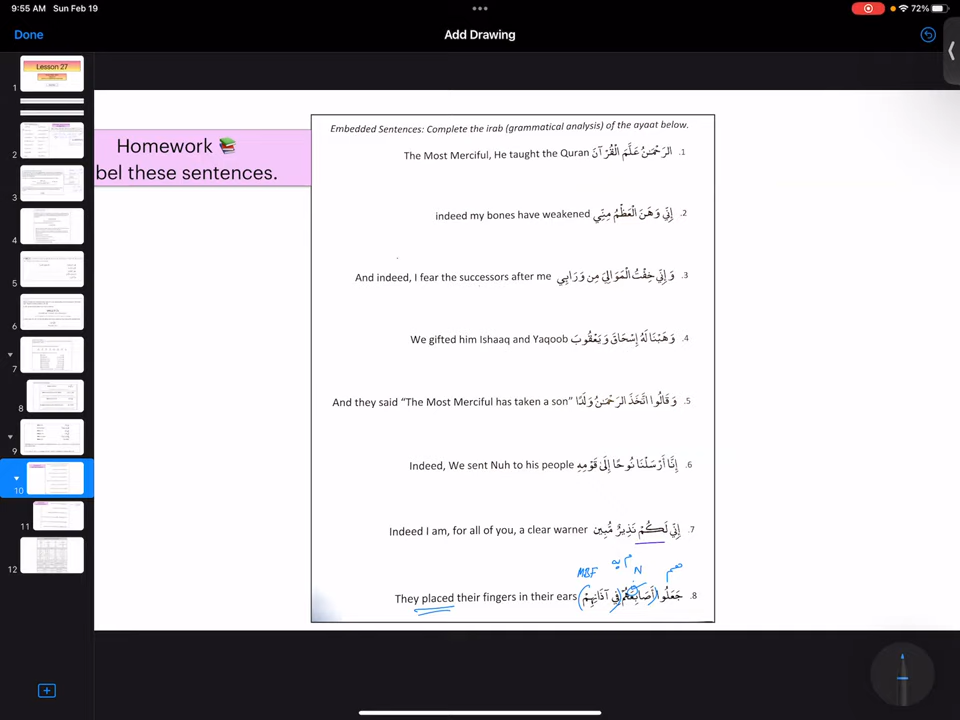 9:55 AM Sun Feb 19
72%
Done
Add Drawing
Lesson 27
1
2
3
4
5
6
7
8
9
10
11
12
Homework
bel these sentences.
Embedded Sentences: Complete the irab (grammatical analysis) of the ayaat below.
The Most Merciful, He taught the Quran الرَّحْمَـٰنُ عَلَّمَ الْقُرْآنَ .1
indeed my bones have weakened إِنِّي وَهَنَ الْعَظْمُ مِنِّي .2
And indeed, I fear the successors after me وَإِنِّي خِفْتُ الْمَوَالِيَ مِن وَرَائِي .3
We gifted him Ishaaq and Yaqoob وَهَبْنَا لَهُ إِسْحَاقَ وَيَعْقُوبَ .4
And they said “The Most Merciful has taken a son” وَقَالُوا اتَّخَذَ الرَّحْمَـٰنُ وَلَدًا .5
Indeed, We sent Nuh to his people إِنَّا أَرْسَلْنَا نُوحًا إِلَىٰ قَوْمِهِ .6
Indeed I am, for all of you, a clear warner إِنِّي لَكُمْ نَذِيرٌ مُّبِين .7
MBF م به N هم
They placed their fingers in their ears جَعَلُوا أَصَابِعَهُمْ فِي آذَانِهِمْ .8